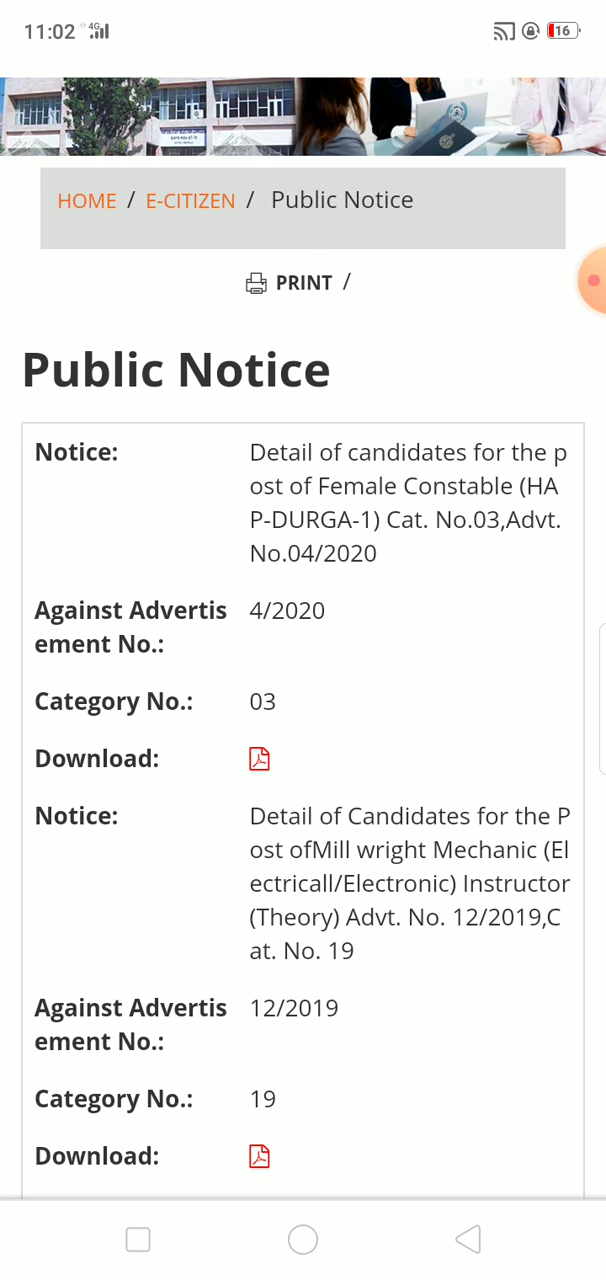 11:02 4G 16
HOME / E-CITIZEN / Public Notice
PRINT /
Public Notice
Notice: Detail of candidates for the p
ost of Female Constable (HA
P-DURGA-1) Cat. No.03,Advt.
No.04/2020
Against Advertis 4/2020
ement No.:
Category No.: 03
Download:
Notice: Detail of Candidates for the P
ost ofMill wright Mechanic (El
ectricall/Electronic) Instructor
(Theory) Advt. No. 12/2019,C
at. No. 19
Against Advertis 12/2019
ement No.:
Category No.: 19
Download: